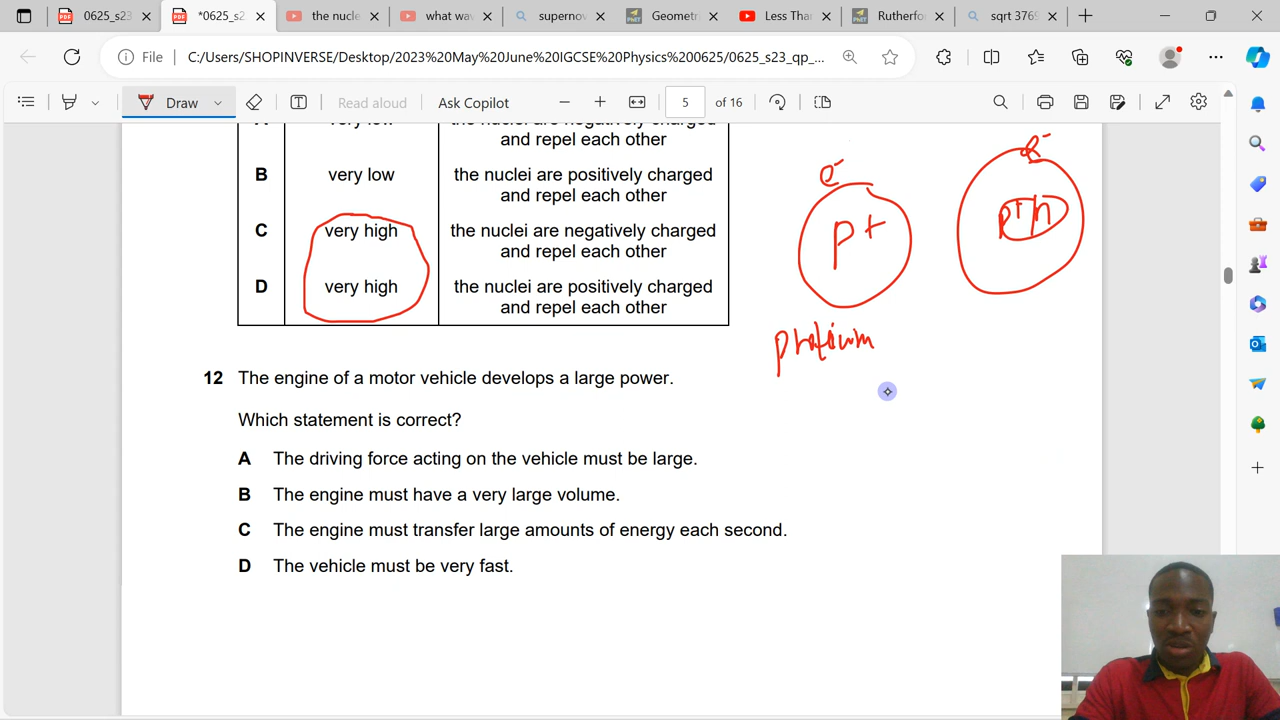 0625_s23
*0625_s2
the nucle
what wav
supernov
Geometr
Less Tha
Rutherfo
sqrt 3769
File
C:/Users/SHOPINVERSE/Desktop/2023%20May%20June%20IGCSE%20Physics%200625/0625_s23_qp_...
Draw
Read aloud
Ask Copilot
5
of 16
very low
the nuclei are negatively charged
and repel each other
B
very low
the nuclei are positively charged
and repel each other
C
very high
the nuclei are negatively charged
and repel each other
D
very high
the nuclei are positively charged
and repel each other
e-
p+
e-
p+ n
12 The engine of a motor vehicle develops a large power.
Which statement is correct?
A The driving force acting on the vehicle must be large.
B The engine must have a very large volume.
C The engine must transfer large amounts of energy each second.
D The vehicle must be very fast.